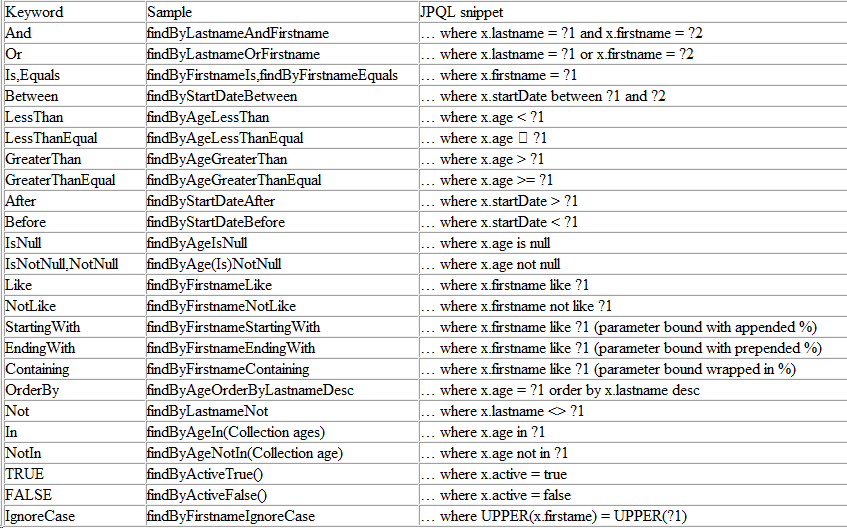 Keyword Sample JPQL snippet
And findByLastnameAndFirstname … where x.lastname = ?1 and x.firstname = ?2
Or findByLastnameOrFirstname … where x.lastname = ?1 or x.firstname = ?2
Is,Equals findByFirstnameIs,findByFirstnameEquals … where x.firstname = ?1
Between findByStartDateBetween … where x.startDate between ?1 and ?2
LessThan findByAgeLessThan … where x.age < ?1
LessThanEqual findByAgeLessThanEqual … where x.age □ ?1
GreaterThan findByAgeGreaterThan … where x.age > ?1
GreaterThanEqual findByAgeGreaterThanEqual … where x.age >= ?1
After findByStartDateAfter … where x.startDate > ?1
Before findByStartDateBefore … where x.startDate < ?1
IsNull findByAgeIsNull … where x.age is null
IsNotNull,NotNull findByAge(Is)NotNull … where x.age not null
Like findByFirstnameLike … where x.firstname like ?1
NotLike findByFirstnameNotLike … where x.firstname not like ?1
StartingWith findByFirstnameStartingWith … where x.firstname like ?1 (parameter bound with appended %)
EndingWith findByFirstnameEndingWith … where x.firstname like ?1 (parameter bound with prepended %)
Containing findByFirstnameContaining … where x.firstname like ?1 (parameter bound wrapped in %)
OrderBy findByAgeOrderByLastnameDesc … where x.age = ?1 order by x.lastname desc
Not findByLastnameNot … where x.lastname <> ?1
In findByAgeIn(Collection ages) … where x.age in ?1
NotIn findByAgeNotIn(Collection age) … where x.age not in ?1
TRUE findByActiveTrue() … where x.active = true
FALSE findByActiveFalse() … where x.active = false
IgnoreCase findByFirstnameIgnoreCase … where UPPER(x.firstame) = UPPER(?1)